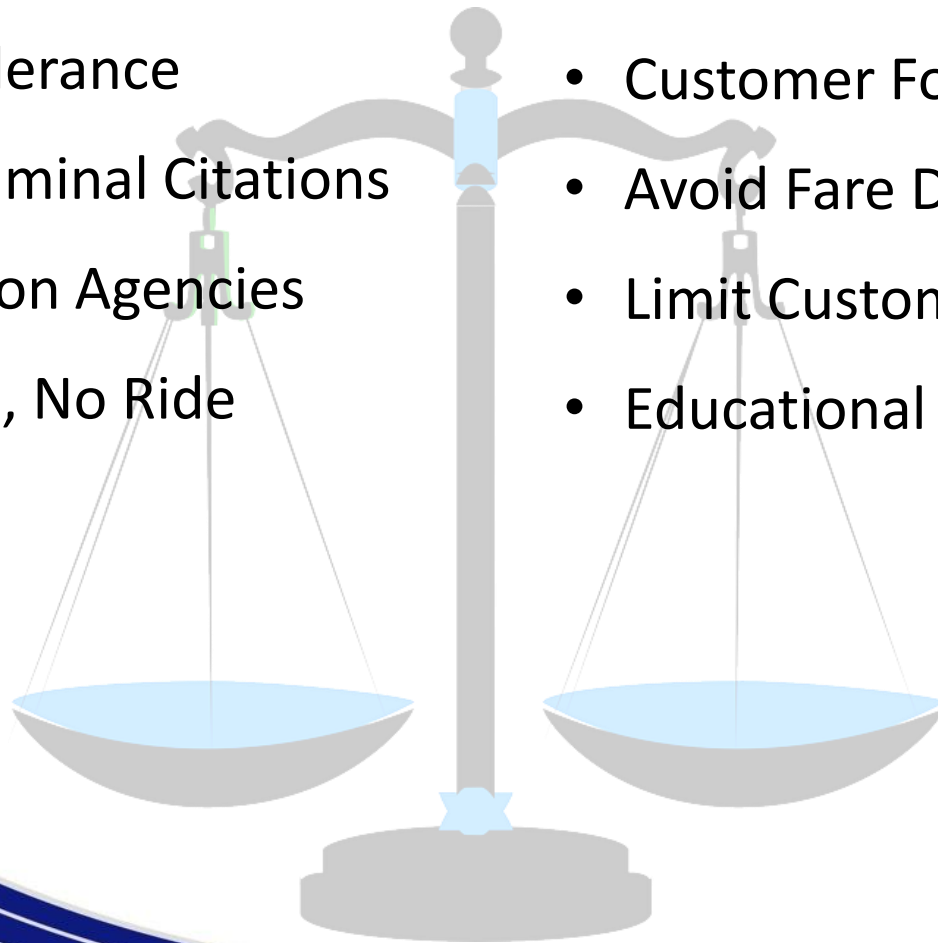 lerance
minal Citations
on Agencies
, No Ride
• Customer Fo
• Avoid Fare D
• Limit Custom
• Educational